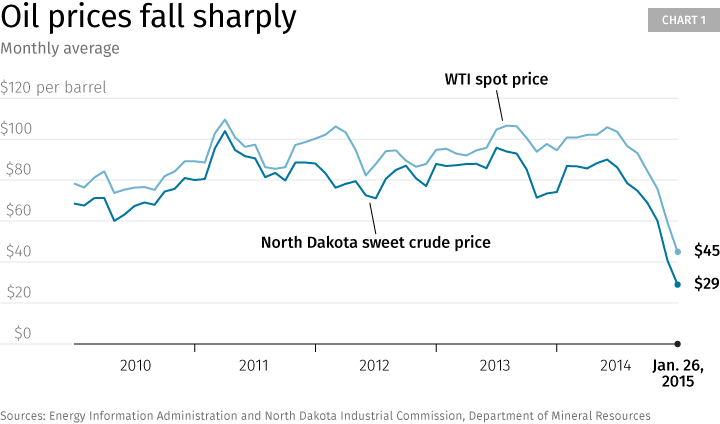 Oil prices fall sharply
CHART 1
Monthly average
WTI spot price
$120 per barrel
$100
$80
$60
North Dakota sweet crude price
$40
$45
$29
$20
$0
2010
2011
2012
2013
2014
Jan. 26,
2015
Sources: Energy Information Administration and North Dakota Industrial Commission, Department of Mineral Resources